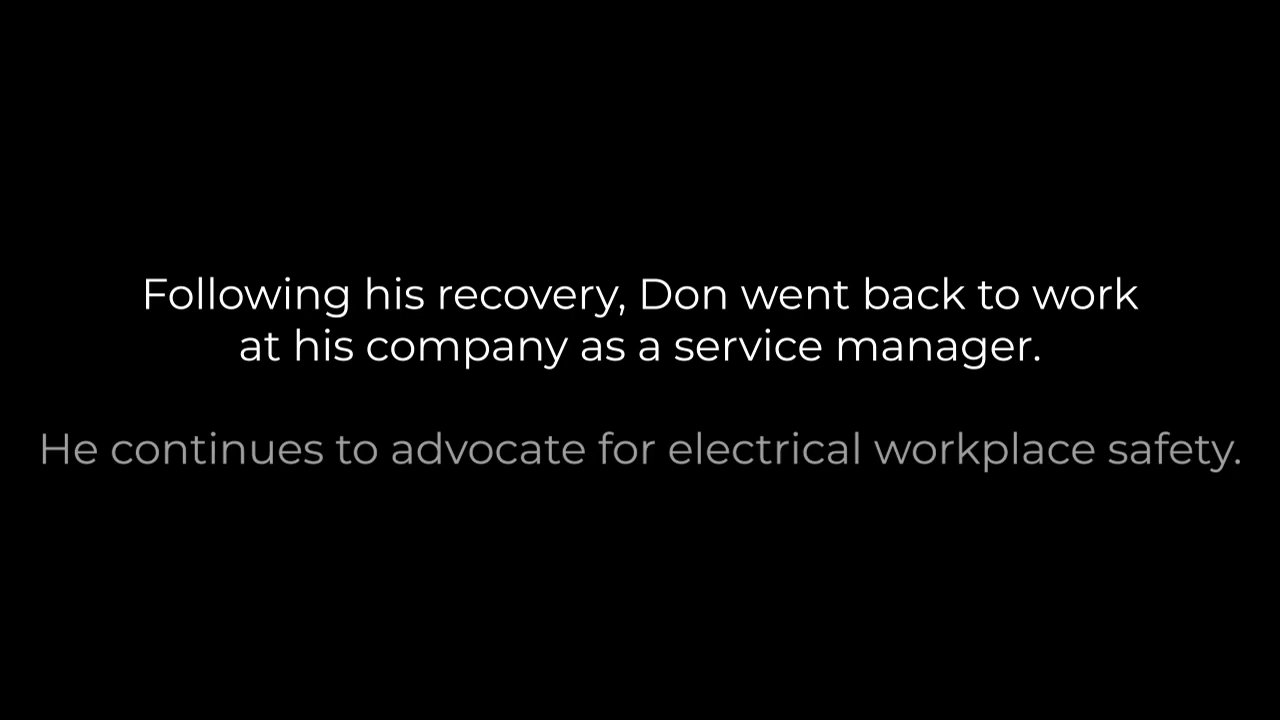 Following his recovery, Don went back to work
at his company as a service manager.
He continues to advocate for electrical workplace safety.